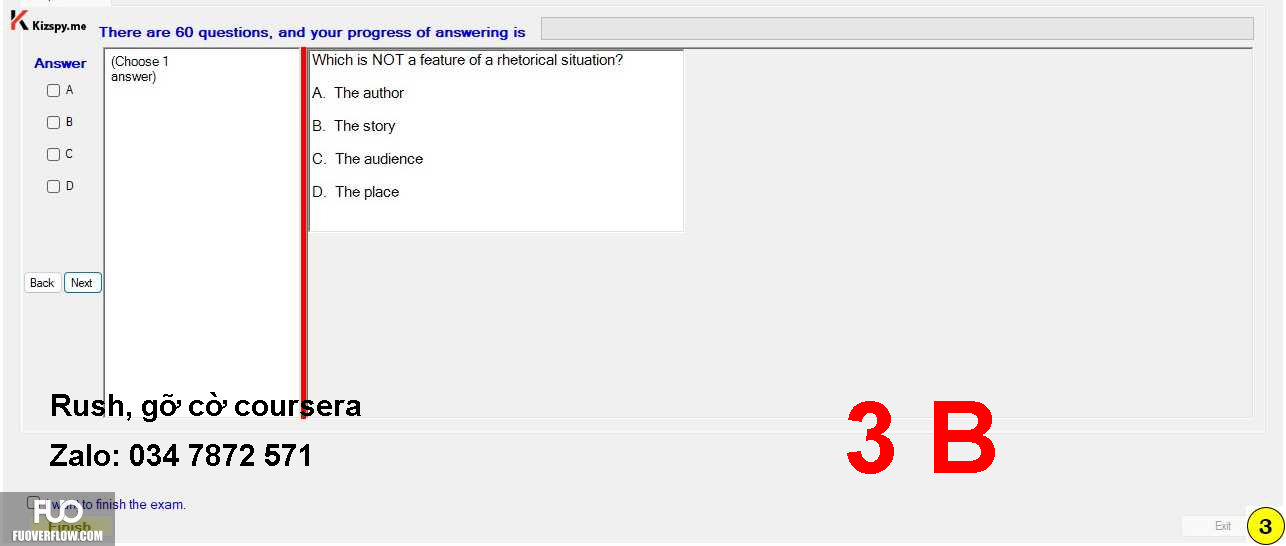 Kizspy.me
There are 60 questions, and your progress of answering is
Answer
(Choose 1
answer)
A
B
C
D
Which is NOT a feature of a rhetorical situation?
A. The author
B. The story
C. The audience
D. The place
Back
Next
Rush, gỡ cờ coursera
Zalo: 034 7872 571
3 B
I want to finish the exam.
Finish
FUO
FUOVERFLOW.COM
Exit
3